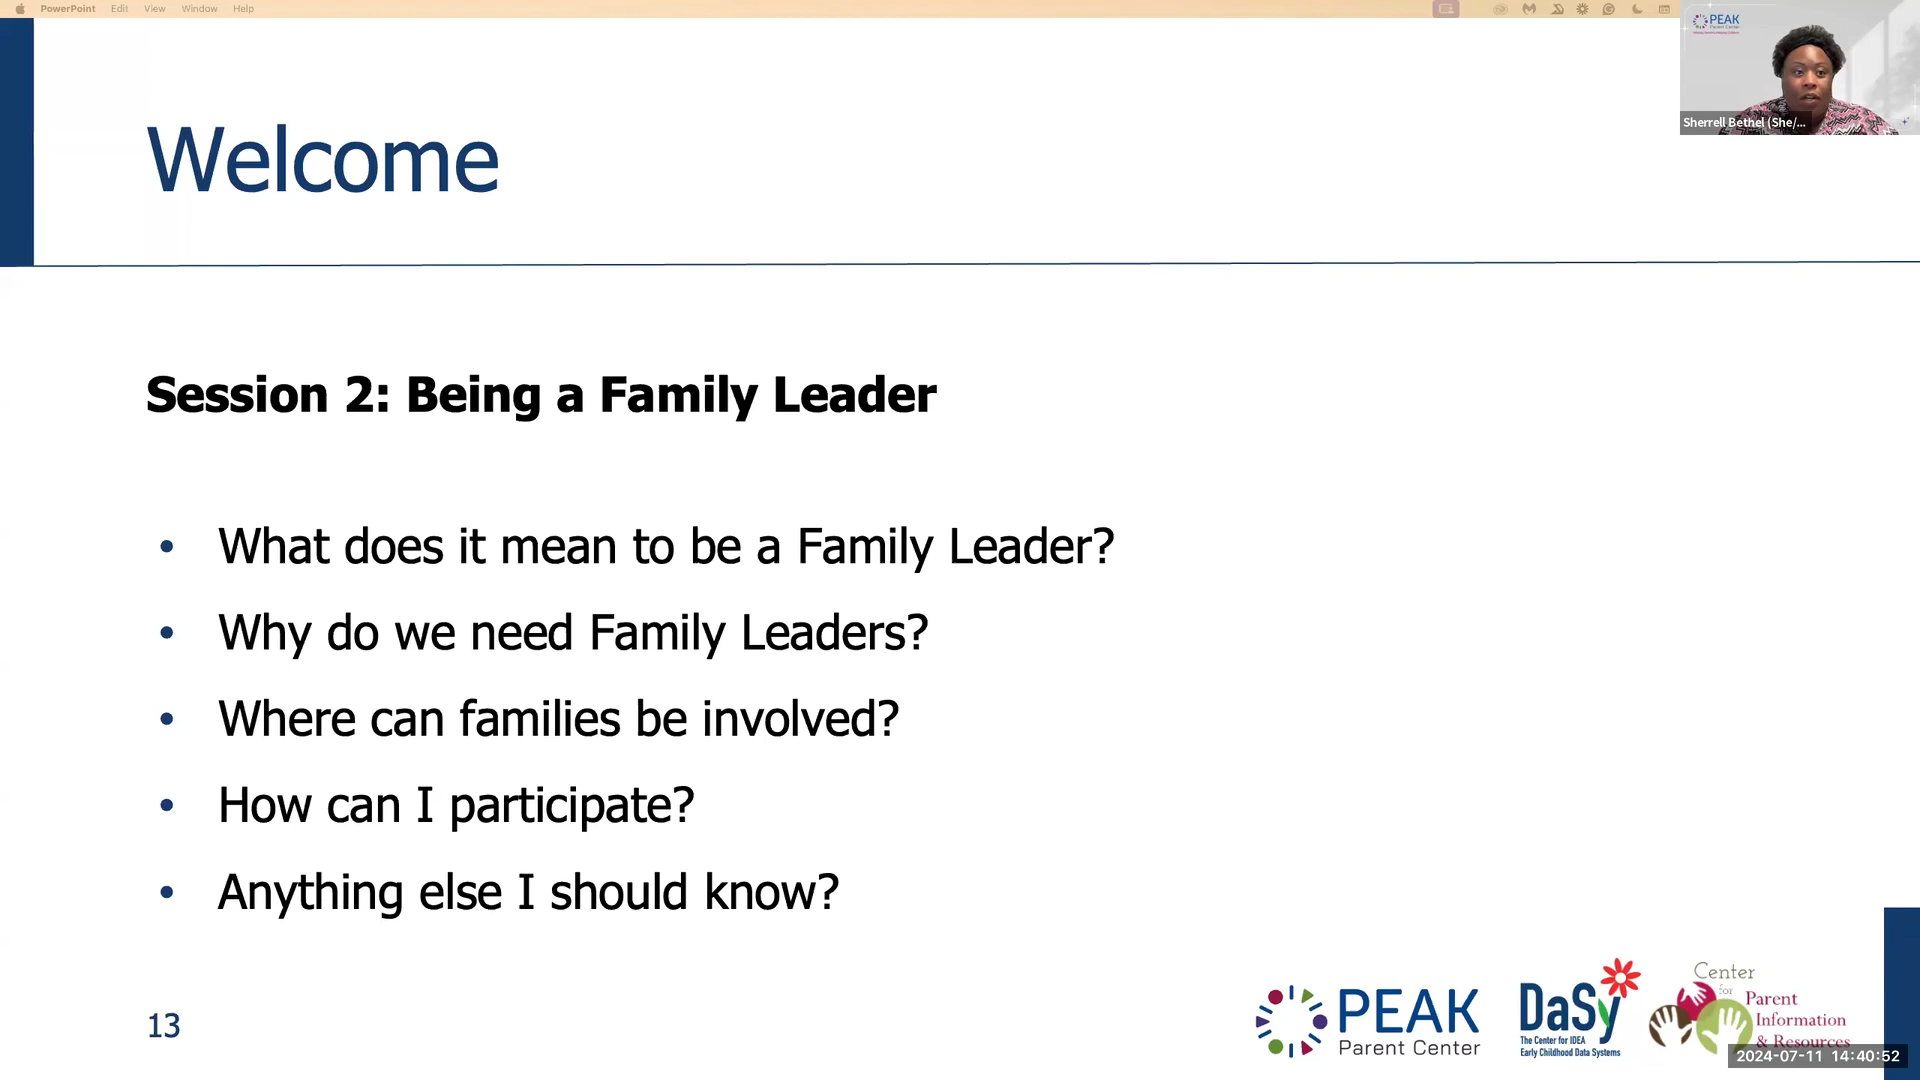 PowerPoint Edit View Window Help
PEAK
Parent Center
Sherrell Bethel (She/...
Welcome
Session 2: Being a Family Leader
• What does it mean to be a Family Leader?
• Why do we need Family Leaders?
• Where can families be involved?
• How can I participate?
• Anything else I should know?
13
PEAK
Parent Center
DaSy
The Center for IDEA
Early Childhood Data Systems
Center
for
Parent
Information
& Resources
2024-07-11 14:40:52